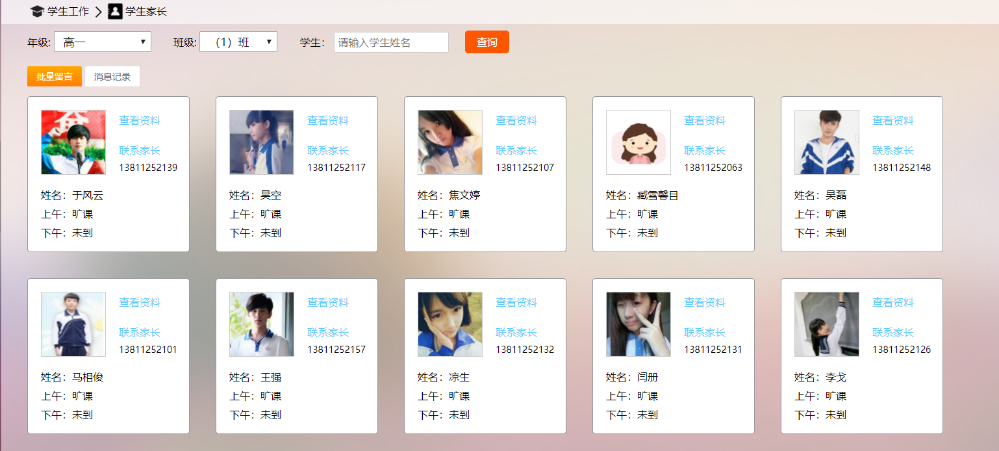 学生工作 学生家长
年级: 高一 班级: （1）班 学生： 请输入学生姓名 查询
批量留言 消息记录
查看资料
联系家长
13811252139
姓名：于风云
上午：旷课
下午：未到
查看资料
联系家长
13811252117
姓名：昊空
上午：旷课
下午：未到
查看资料
联系家长
13811252107
姓名：焦文婷
上午：旷课
下午：未到
查看资料
联系家长
13811252063
姓名：臧雪馨目
上午：旷课
下午：未到
查看资料
联系家长
13811252148
姓名：吴磊
上午：旷课
下午：未到
查看资料
联系家长
13811252101
姓名：马相俊
上午：旷课
下午：未到
查看资料
联系家长
13811252157
姓名：王强
上午：旷课
下午：未到
查看资料
联系家长
13811252132
姓名：凉生
上午：旷课
下午：未到
查看资料
联系家长
13811252131
姓名：闫册
上午：旷课
下午：未到
查看资料
联系家长
13811252126
姓名：李戈
上午：旷课
下午：未到